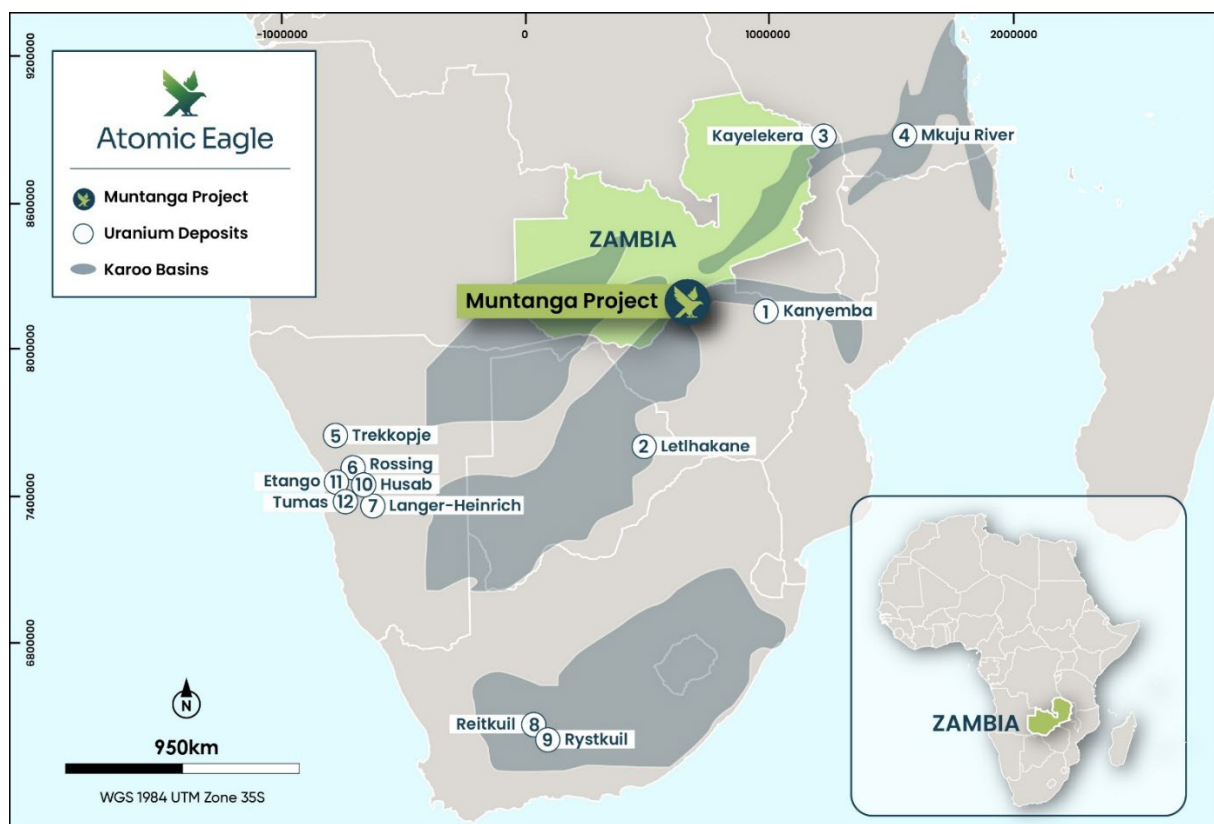 -1000000
0
1000000
2000000
9200000
8600000
8000000
7400000
6800000
Atomic Eagle
Muntanga Project
Uranium Deposits
Karoo Basins
Kayelekera 3
4 Mkuju River
ZAMBIA
Muntanga Project
1 Kanyemba
5 Trekkopje
2 Letlhakane
6 Rossing
Etango 11
10 Husab
Tumas 12
7 Langer-Heinrich
Reitkuil 8
9 Rystkuil
N
950km
WGS 1984 UTM Zone 35S
ZAMBIA